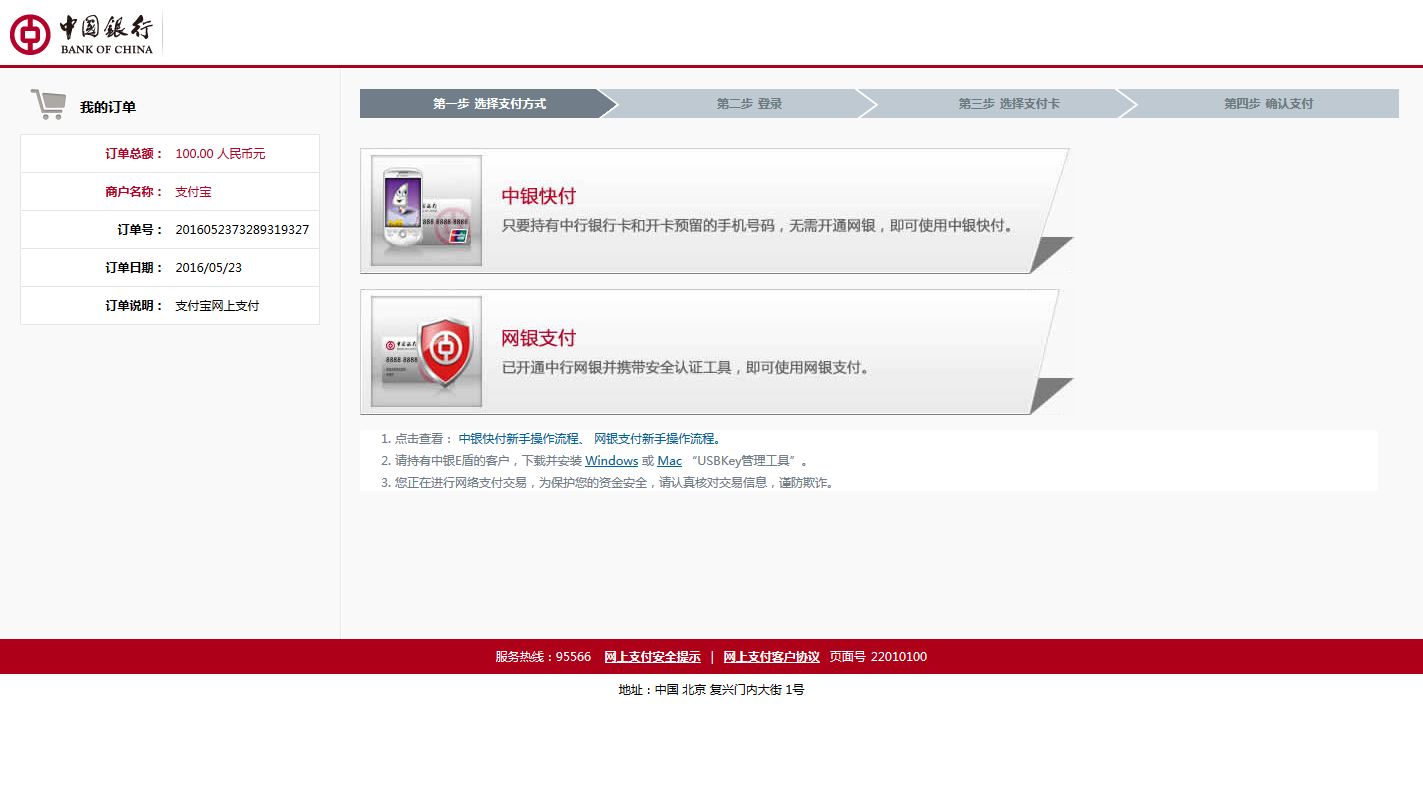 中国银行
BANK OF CHINA
我的订单
订单总额： 100.00 人民币元
商户名称： 支付宝
订单号： 2016052373289319327
订单日期： 2016/05/23
订单说明： 支付宝网上支付
第一步 选择支付方式
第二步 登录
第三步 选择支付卡
第四步 确认支付
中银快付
只要持有中行银行卡和开卡预留的手机号码，无需开通网银，即可使用中银快付。
8888 8888
网银支付
已开通中行网银并携带安全认证工具，即可使用网银支付。
8888 8888
1. 点击查看： 中银快付新手操作流程、 网银支付新手操作流程。
2. 请持有中银E盾的客户，下载并安装 Windows 或 Mac “USBKey管理工具”。
3. 您正在进行网络支付交易，为保护您的资金安全，请认真核对交易信息，谨防欺诈。
服务热线：95566 网上支付安全提示 | 网上支付客户协议 页面号 22010100
地址：中国 北京 复兴门内大街 1号